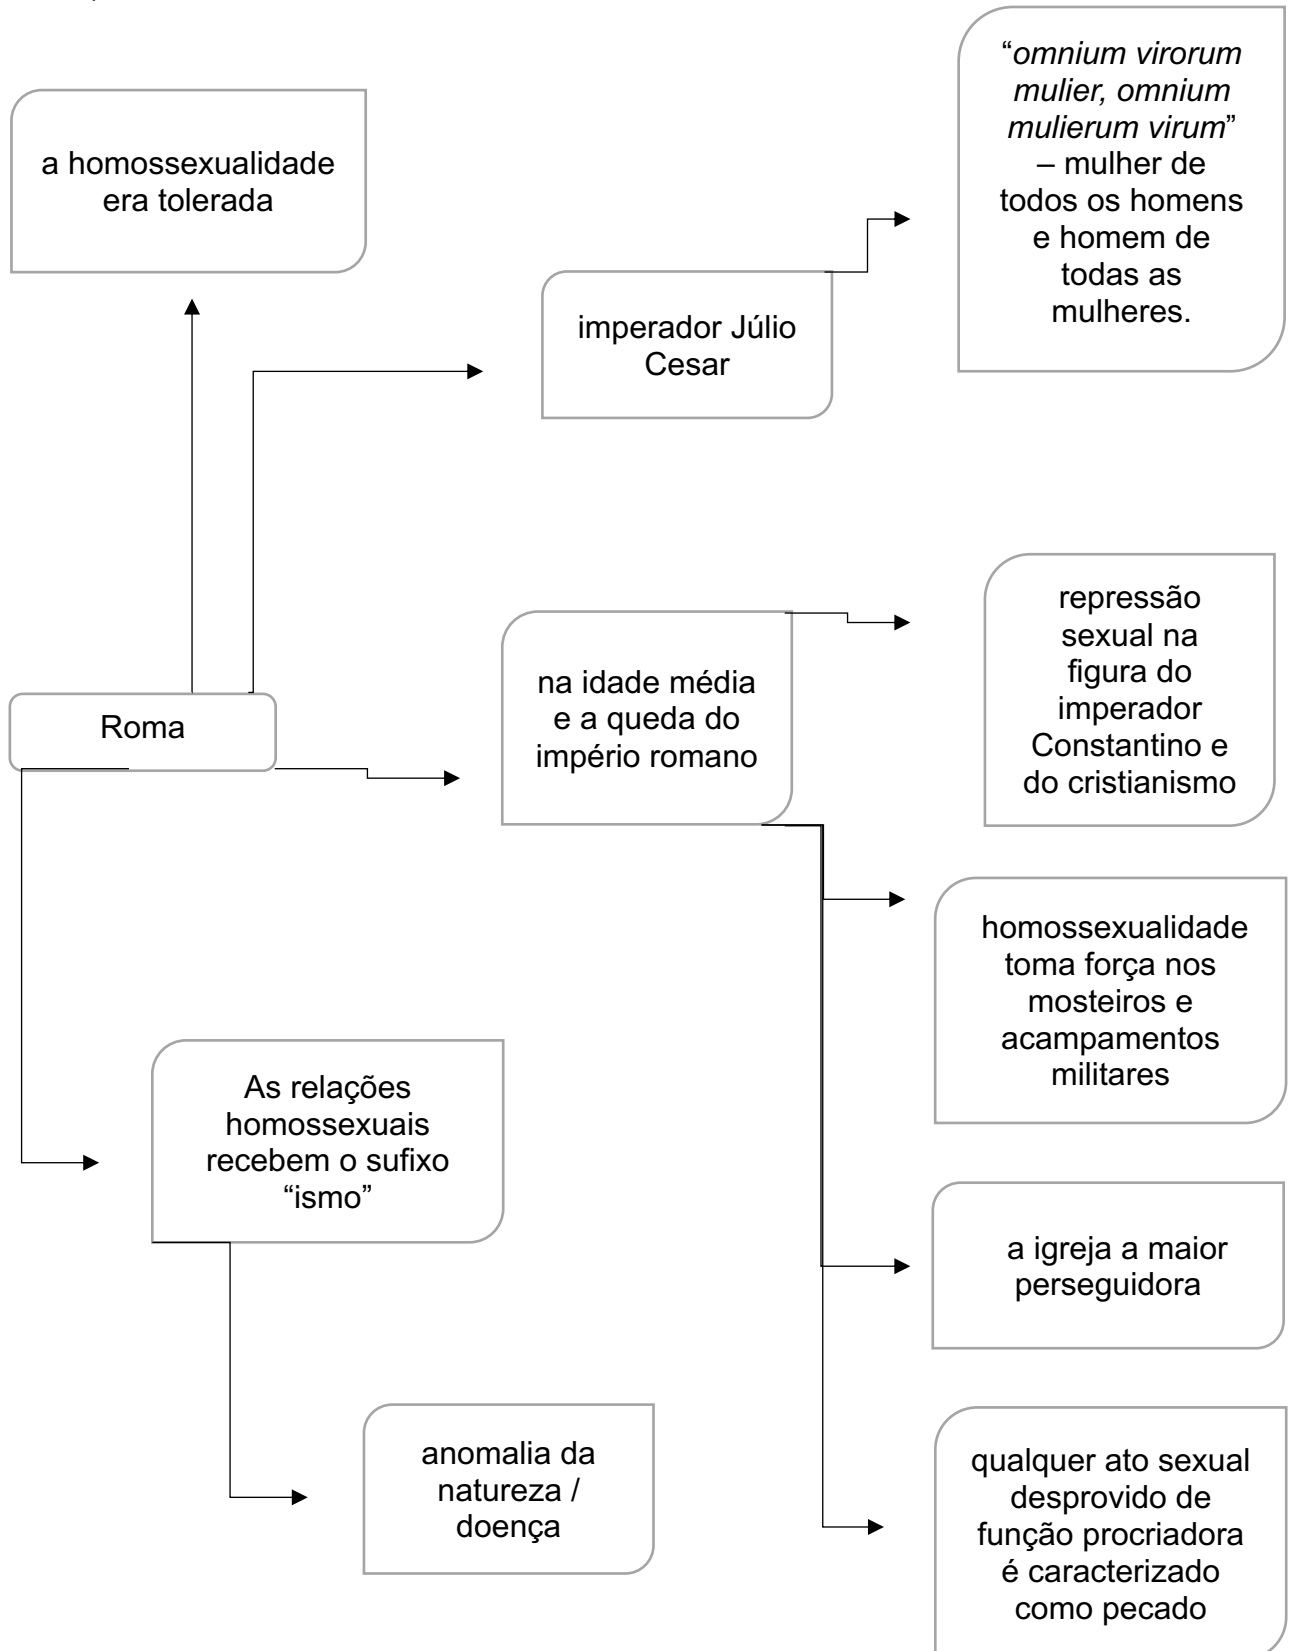 a homossexualidade
era tolerada
“omnium virorum
mulier, omnium
mulierum virum”
– mulher de
todos os homens
e homem de
todas as
mulheres.
imperador Júlio
Cesar
Roma
na idade média
e a queda do
império romano
repressão
sexual na
figura do
imperador
Constantino e
do cristianismo
homossexualidade
toma força nos
mosteiros e
acampamentos
militares
As relações
homossexuais
recebem o sufixo
“ismo”
a igreja a maior
perseguidora
anomalia da
natureza /
doença
qualquer ato sexual
desprovido de
função procriadora
é caracterizado
como pecado